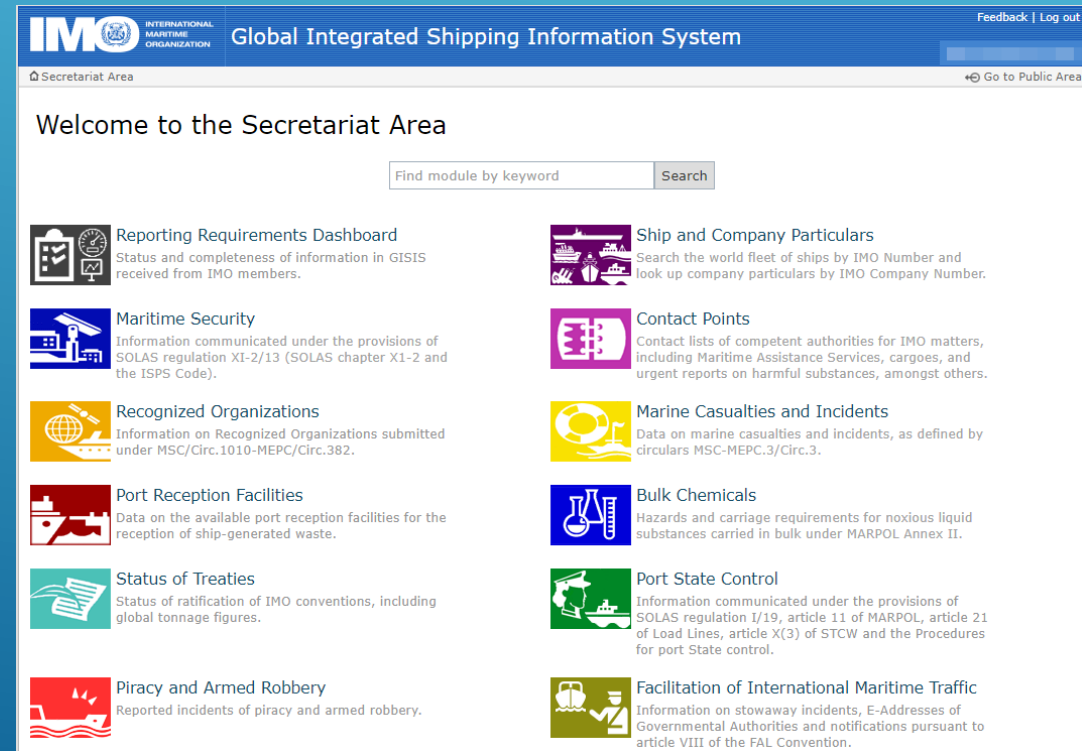 IMO
INTERNATIONAL
MARITIME
ORGANIZATION
Global Integrated Shipping Information System
Feedback | Log out
Secretariat Area
Go to Public Area
Welcome to the Secretariat Area
Find module by keyword
Search
Reporting Requirements Dashboard
Status and completeness of information in GISIS
received from IMO members.
Ship and Company Particulars
Search the world fleet of ships by IMO Number and
look up company particulars by IMO Company Number.
Maritime Security
Information communicated under the provisions of
SOLAS regulation XI-2/13 (SOLAS chapter X1-2 and
the ISPS Code).
Contact Points
Contact lists of competent authorities for IMO matters,
including Maritime Assistance Services, cargoes, and
urgent reports on harmful substances, amongst others.
Recognized Organizations
Information on Recognized Organizations submitted
under MSC/Circ.1010-MEPC/Circ.382.
Marine Casualties and Incidents
Data on marine casualties and incidents, as defined by
circulars MSC-MEPC.3/Circ.3.
Port Reception Facilities
Data on the available port reception facilities for the
reception of ship-generated waste.
Bulk Chemicals
Hazards and carriage requirements for noxious liquid
substances carried in bulk under MARPOL Annex II.
Status of Treaties
Status of ratification of IMO conventions, including
global tonnage figures.
Port State Control
Information communicated under the provisions of
SOLAS regulation I/19, article 11 of MARPOL, article 21
of Load Lines, article X(3) of STCW and the Procedures
for port State control.
Piracy and Armed Robbery
Reported incidents of piracy and armed robbery.
Facilitation of International Maritime Traffic
Information on stowaway incidents, E-Addresses of
Governmental Authorities and notifications pursuant to
article VIII of the FAL Convention.